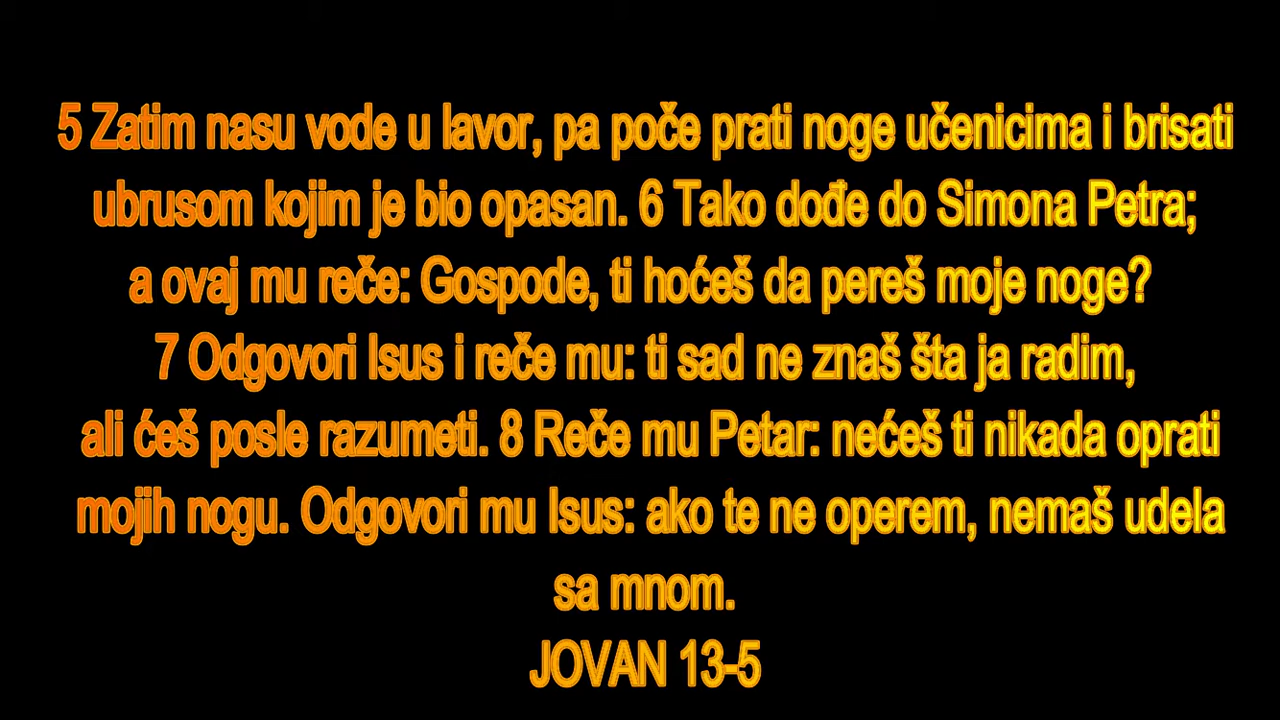 5 Zatim nasu vode u lavor, pa poče prati noge učenicima i brisati
ubrusom kojim je bio opasan. 6 Tako dođe do Simona Petra;
a ovaj mu reče: Gospode, ti hoćeš da pereš moje noge?
7 Odgovori Isus i reče mu: ti sad ne znaš šta ja radim,
ali ćeš posle razumeti. 8 Reče mu Petar: nećeš ti nikada oprati
mojih nogu. Odgovori mu Isus: ako te ne operem, nemaš udela
sa mnom.
JOVAN 13-5